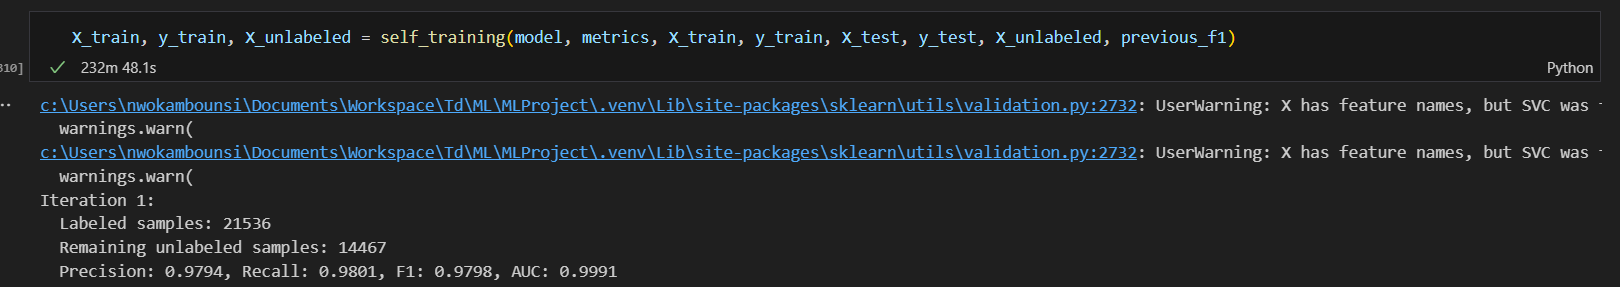 X_train, y_train, X_unlabeled = self_training(model, metrics, X_train, y_train, X_test, y_test, X_unlabeled, previous_f1)
310]
232m 48.1s
Python
c:\Users\nwokambounsi\Documents\Workspace\Td\ML\MLProject\.venv\Lib\site-packages\sklearn\utils\validation.py:2732: UserWarning: X has feature names, but SVC was
warnings.warn(
c:\Users\nwokambounsi\Documents\Workspace\Td\ML\MLProject\.venv\Lib\site-packages\sklearn\utils\validation.py:2732: UserWarning: X has feature names, but SVC was
warnings.warn(
Iteration 1:
Labeled samples: 21536
Remaining unlabeled samples: 14467
Precision: 0.9794, Recall: 0.9801, F1: 0.9798, AUC: 0.9991